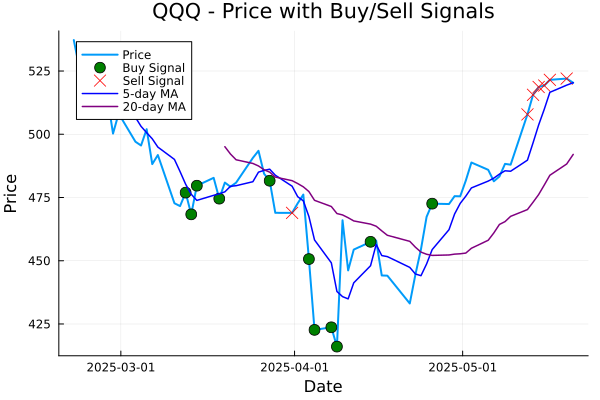 QQQ - Price with Buy/Sell Signals
Price
Buy Signal
Sell Signal
5-day MA
20-day MA
525
500
475
450
425
Price
2025-03-01
2025-04-01
2025-05-01
Date